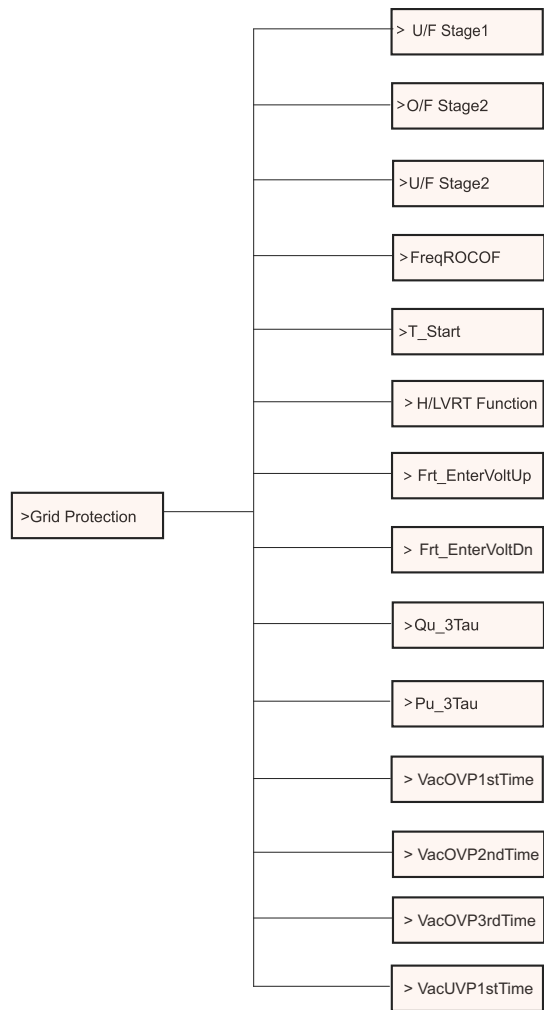 > U/F Stage1
>O/F Stage2
>U/F Stage2
>FreqROCOF
>T_Start
> H/LVRT Function
> Frt_EnterVoltUp
>Grid Protection
> Frt_EnterVoltDn
>Qu_3Tau
>Pu_3Tau
> VacOVP1stTime
> VacOVP2ndTime
> VacOVP3rdTime
> VacUVP1stTime